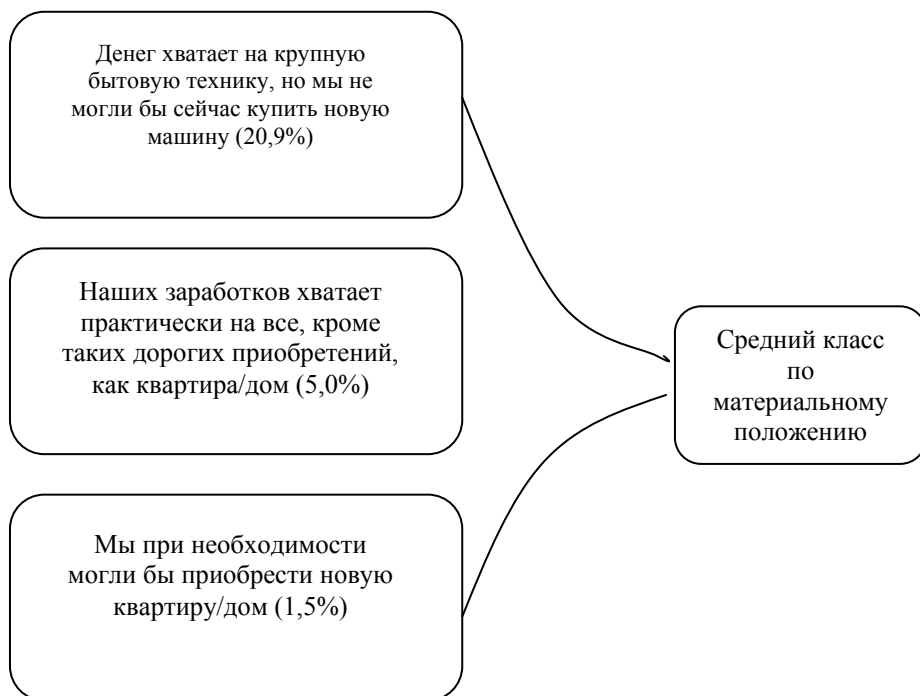 Денег хватает на крупную
бытовую технику, но мы не
могли бы сейчас купить новую
машину (20,9%)
Наших заработков хватает
практически на все, кроме
таких дорогих приобретений,
как квартира/дом (5,0%)
Мы при необходимости
могли бы приобрести новую
квартиру/дом (1,5%)
Средний класс
по
материальному
положению